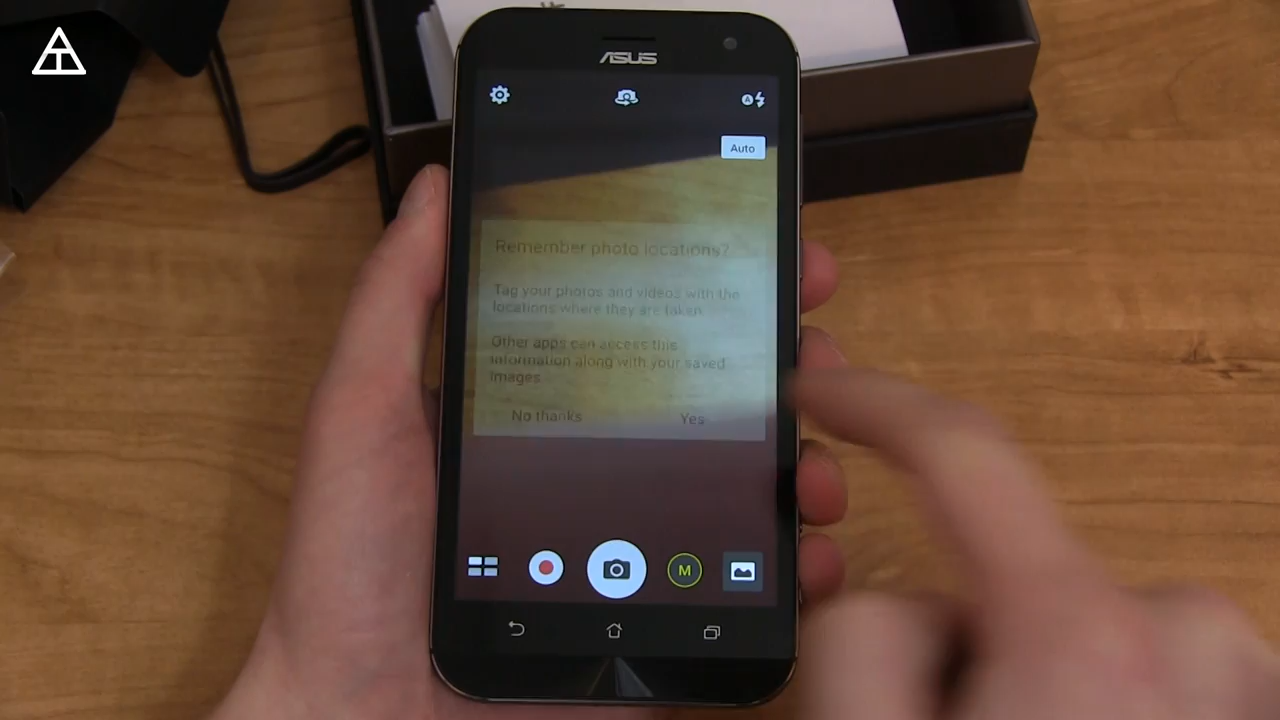 ASUS
A
Auto
Remember photo locations?
Tag your photos and videos with the
locations where they are taken
Other apps can access this
information along with your saved
images
No thanks
Yes
M